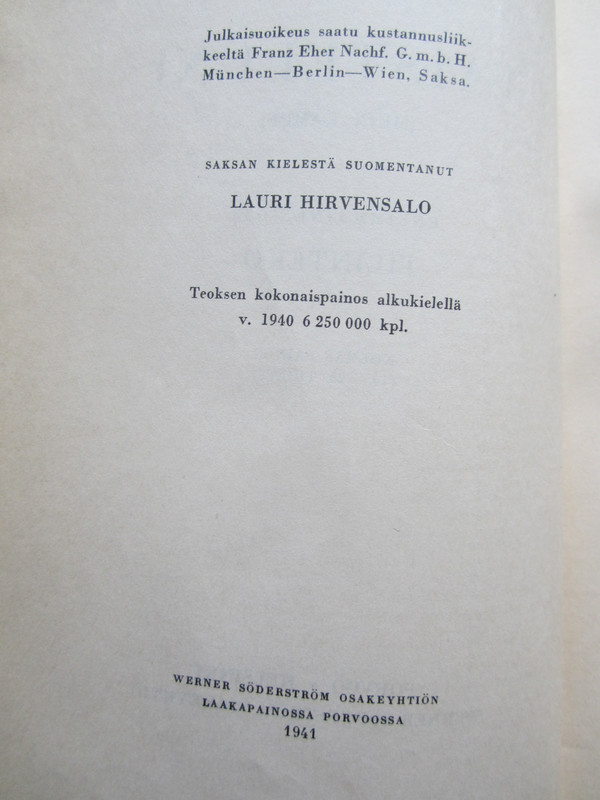 Julkaisuoikeus saatu kustannusliik-
keeltä Franz Eher Nachf. G. m. b. H.
München—Berlin—Wien, Saksa.
SAKSAN KIELESTÄ SUOMENTANUT
LAURI HIRVENSALO
Teoksen kokonaispainos alkukielellä
v. 1940 6 250 000 kpl.
WERNER SÖDERSTRÖM OSAKEYHTIÖN
LAAKAPAINOSSA PORVOOSSA
1941